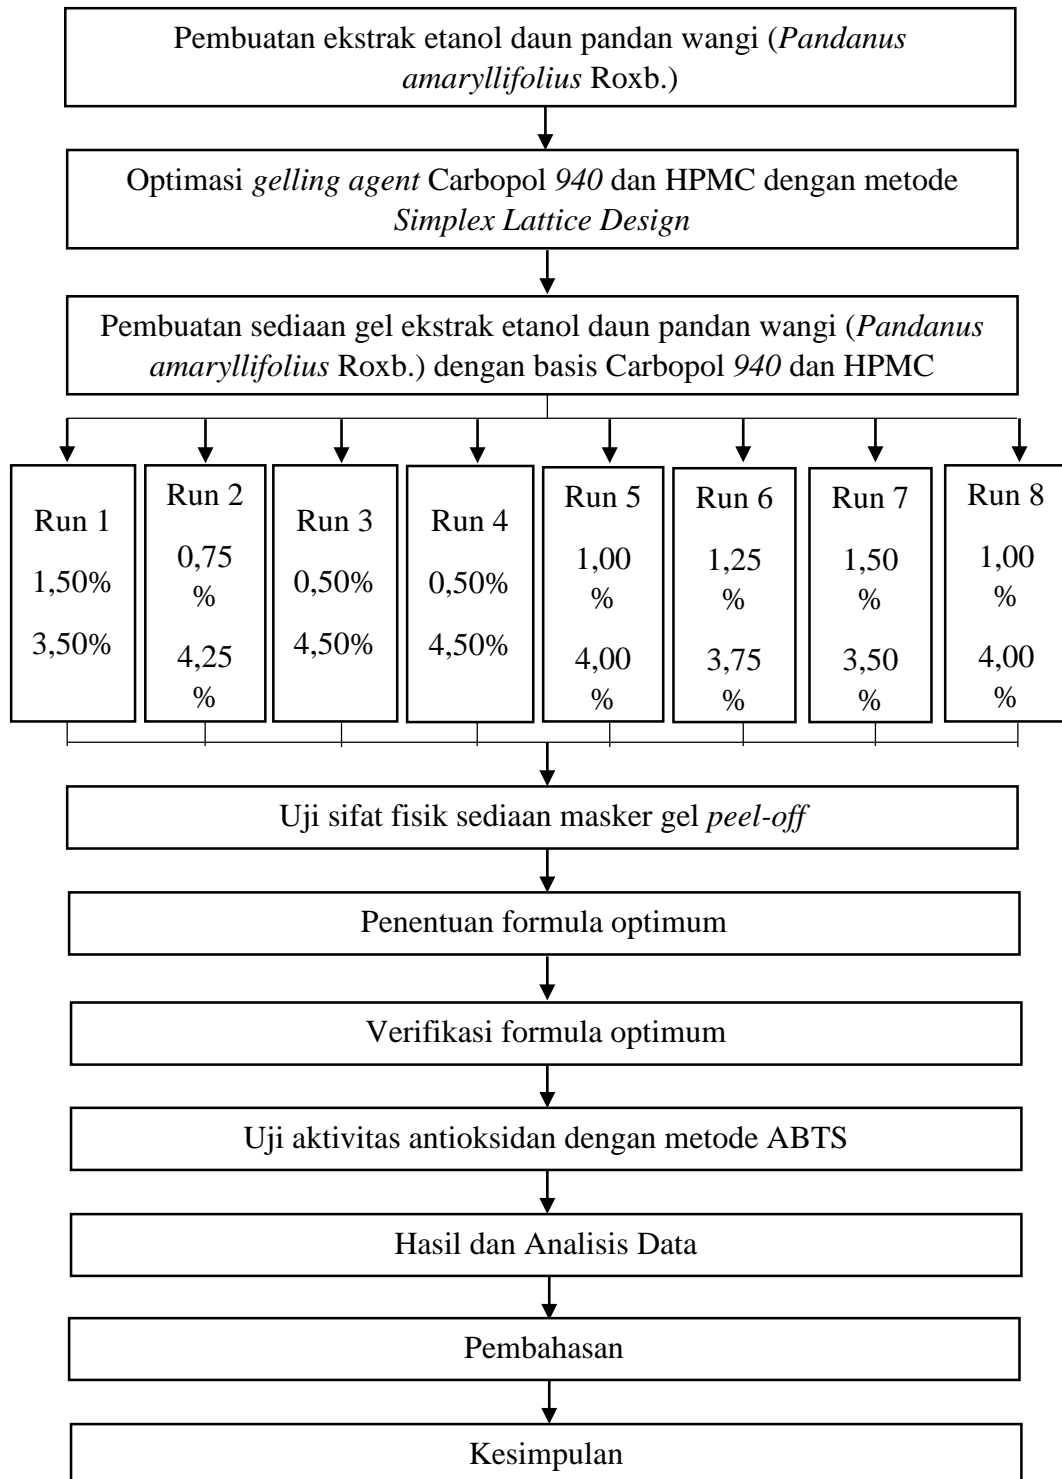 Pembuatan ekstrak etanol daun pandan wangi (Pandanus
amaryllifolius Roxb.)
Optimasi gelling agent Carbopol 940 dan HPMC dengan metode
Simplex Lattice Design
Pembuatan sediaan gel ekstrak etanol daun pandan wangi (Pandanus
amaryllifolius Roxb.) dengan basis Carbopol 940 dan HPMC
Run 1
1,50%
3,50%
Run 2
0,75
%
4,25
%
Run 3
0,50%
4,50%
Run 4
0,50%
4,50%
Run 5
1,00
%
4,00
%
Run 6
1,25
%
3,75
%
Run 7
1,50
%
3,50
%
Run 8
1,00
%
4,00
%
Uji sifat fisik sediaan masker gel peel-off
Penentuan formula optimum
Verifikasi formula optimum
Uji aktivitas antioksidan dengan metode ABTS
Hasil dan Analisis Data
Pembahasan
Kesimpulan